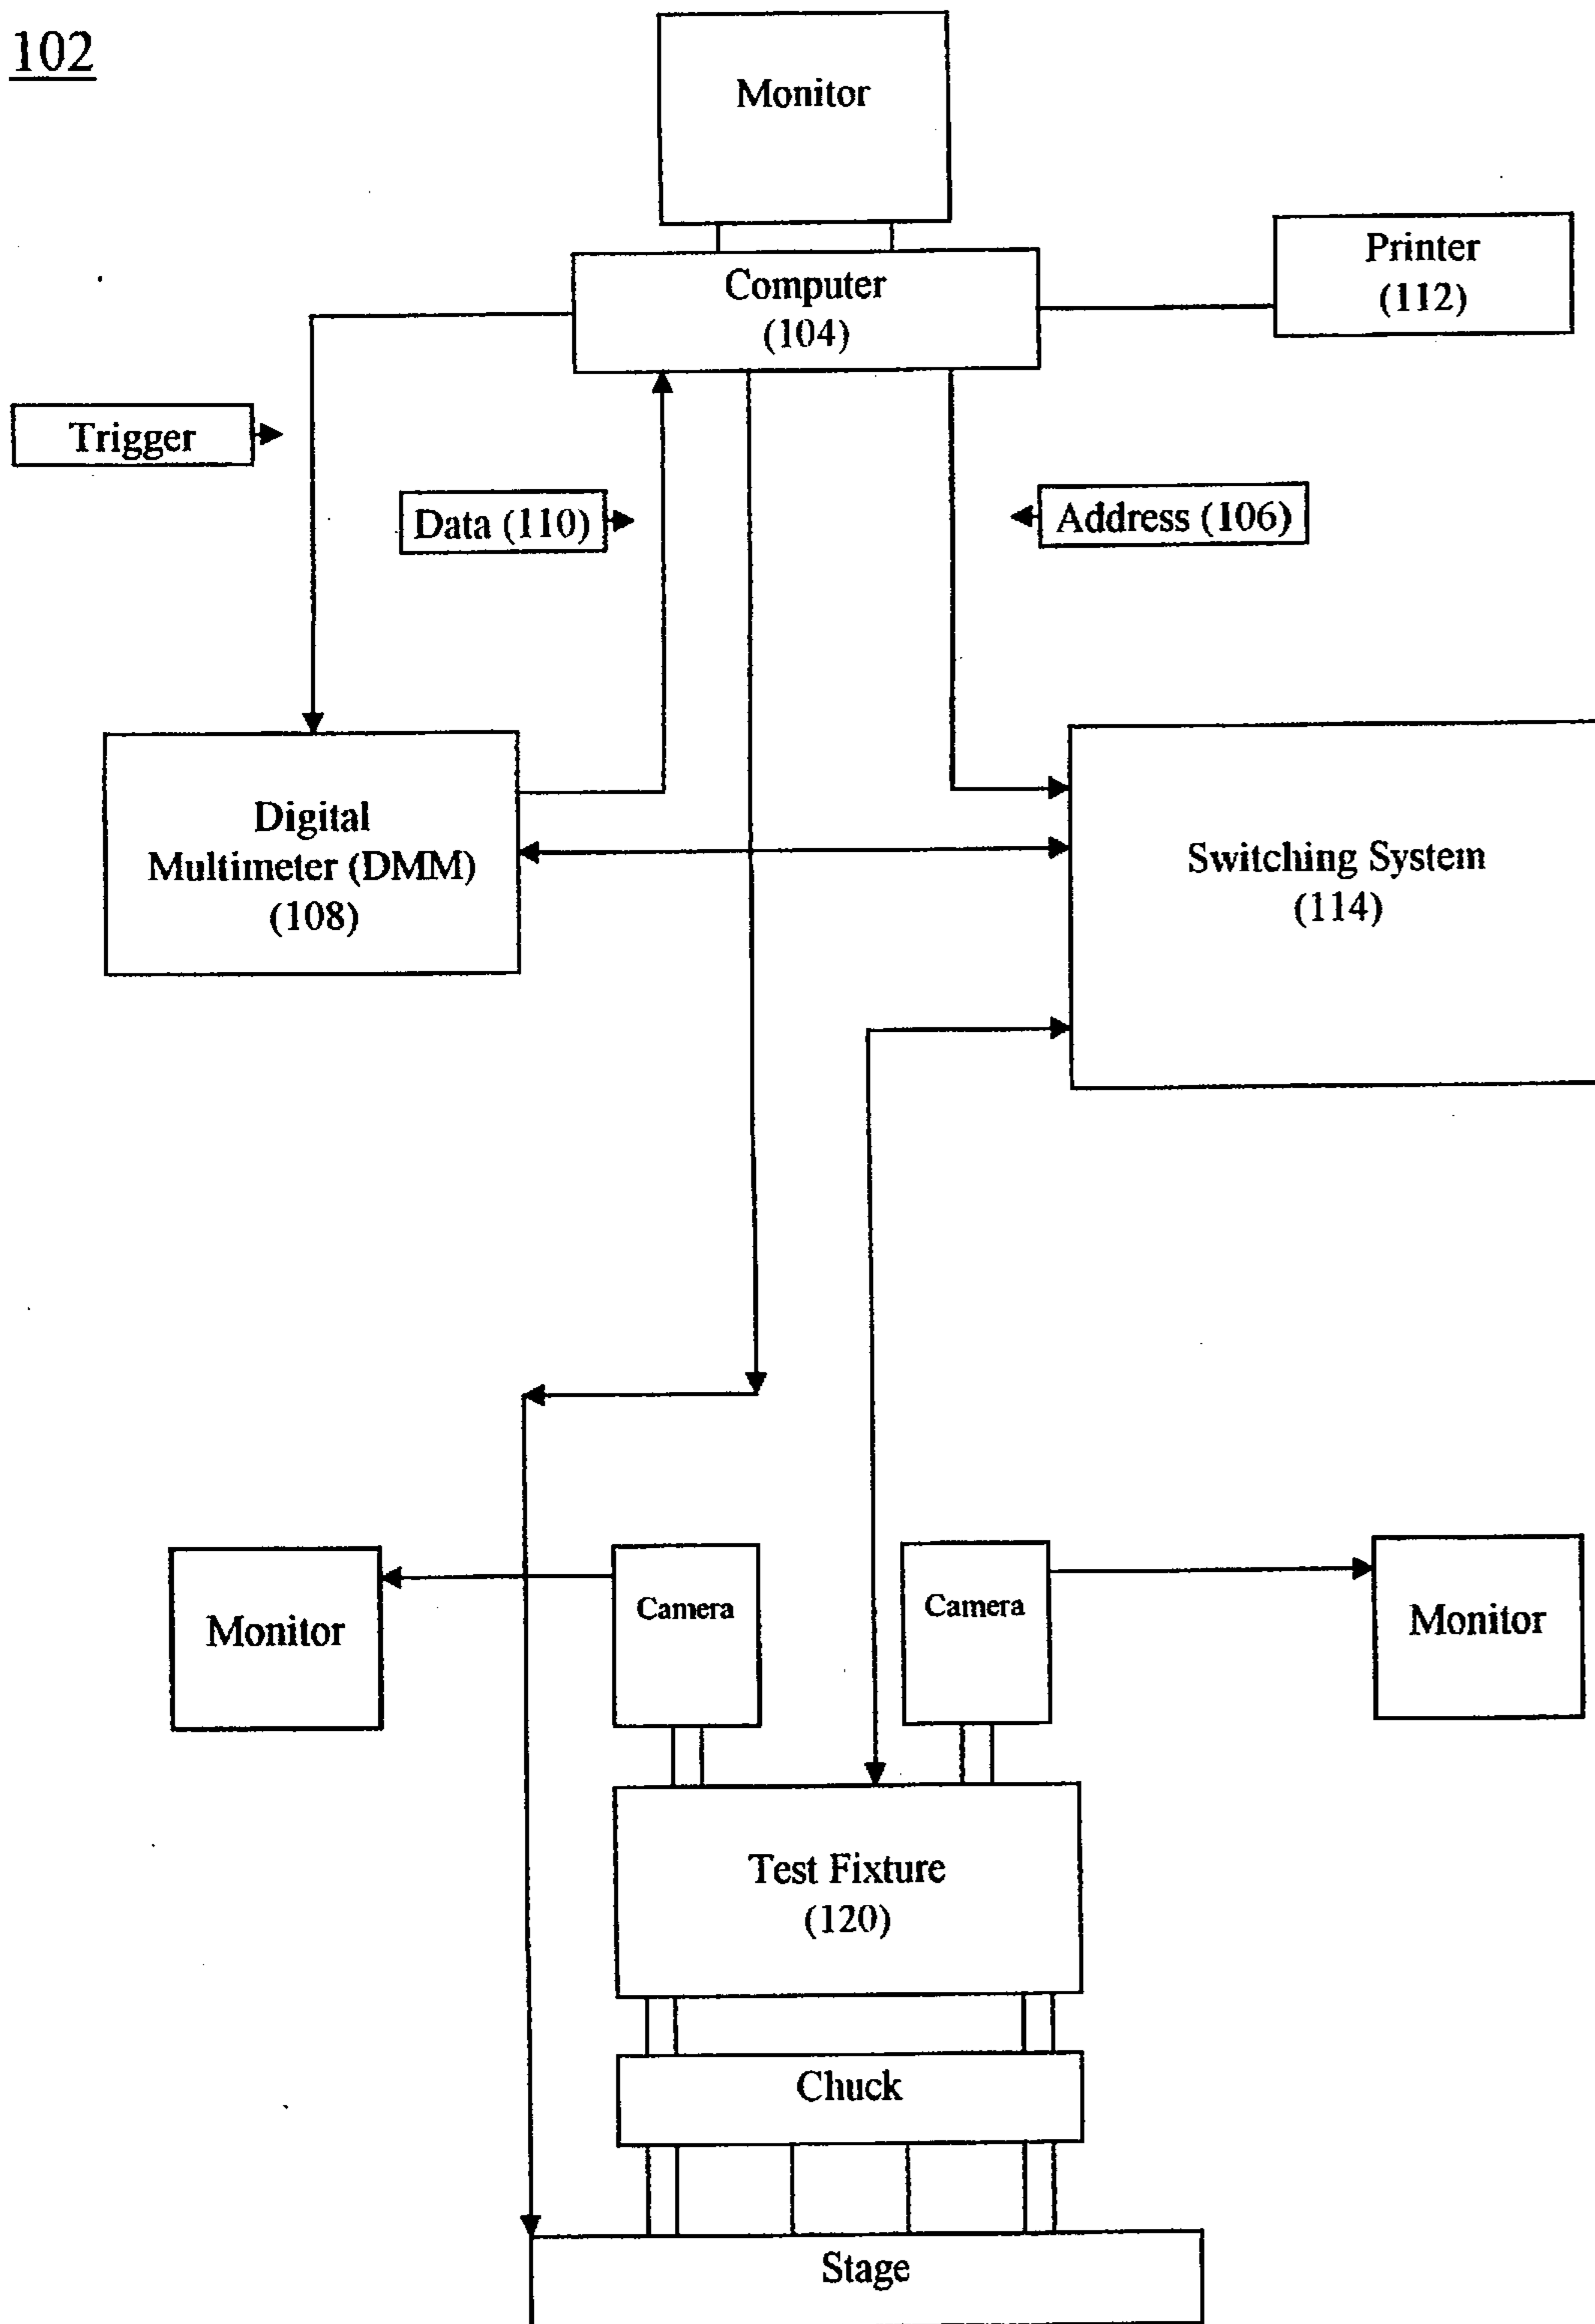 102
Monitor
Computer
(104)
Printer
(112)
Trigger
Data (110)
Address (106)
Digital
Multimeter (DMM)
(108)
Switching System
(114)
Monitor
Camera
Camera
Monitor
Test Fixture
(120)
Chuck
Stage